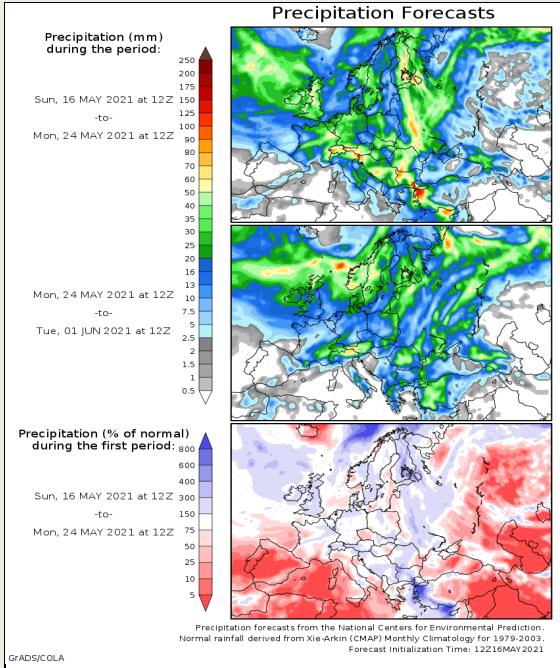 Precipitation Forecasts
Precipitation (mm)
during the period:
Sun, 16 MAY 2021 at 12Z
-to-
Mon, 24 MAY 2021 at 12Z
250
200
175
150
125
100
90
80
70
60
50
40
35
30
25
20
16
13
10
7.5
5
2.5
2
1.5
1
0.5
Mon, 24 MAY 2021 at 12Z
-to-
Tue, 01 JUN 2021 at 12Z
Precipitation (% of normal)
during the first period:
Sun, 16 MAY 2021 at 12Z
-to-
Mon, 24 MAY 2021 at 12Z
800
600
400
300
150
75
50
25
10
5
Precipitation forecasts from the National Centers for Environmental Prediction.
Normal rainfall derived from Xie-Arkin (CMAP) Monthly Climatology for 1979-2003.
Forecast Initialization Time: 12Z16MAY2021
GrADS/COLA